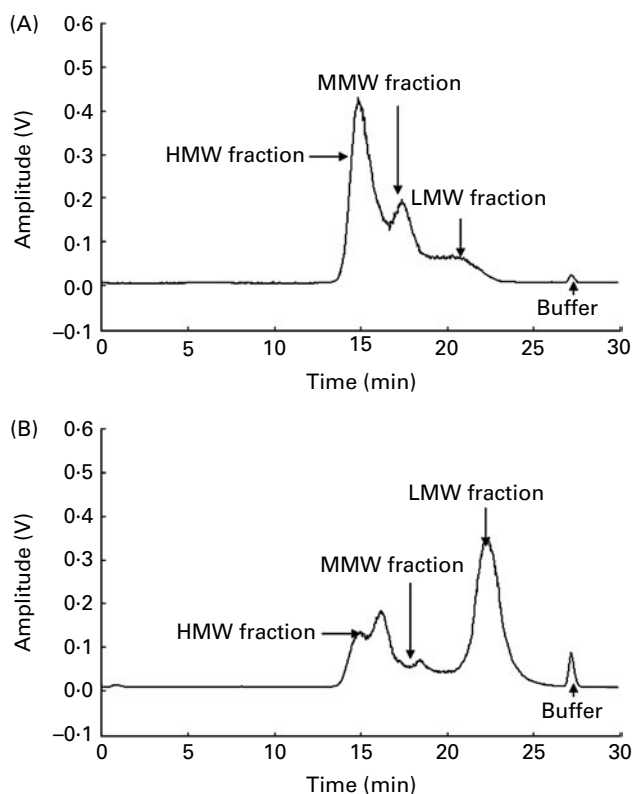 (A)
0·6
0·5
0·4
0·3
0·2
0·1
0·0
–0·1
Amplitude (V)
MMW fraction
HMW fraction
LMW fraction
Buffer
0 5 10 15 20 25 30
Time (min)
(B)
0·6
0·5
0·4
0·3
0·2
0·1
0·0
–0·1
Amplitude (V)
LMW fraction
MMW fraction
HMW fraction
Buffer
0 5 10 15 20 25 30
Time (min)